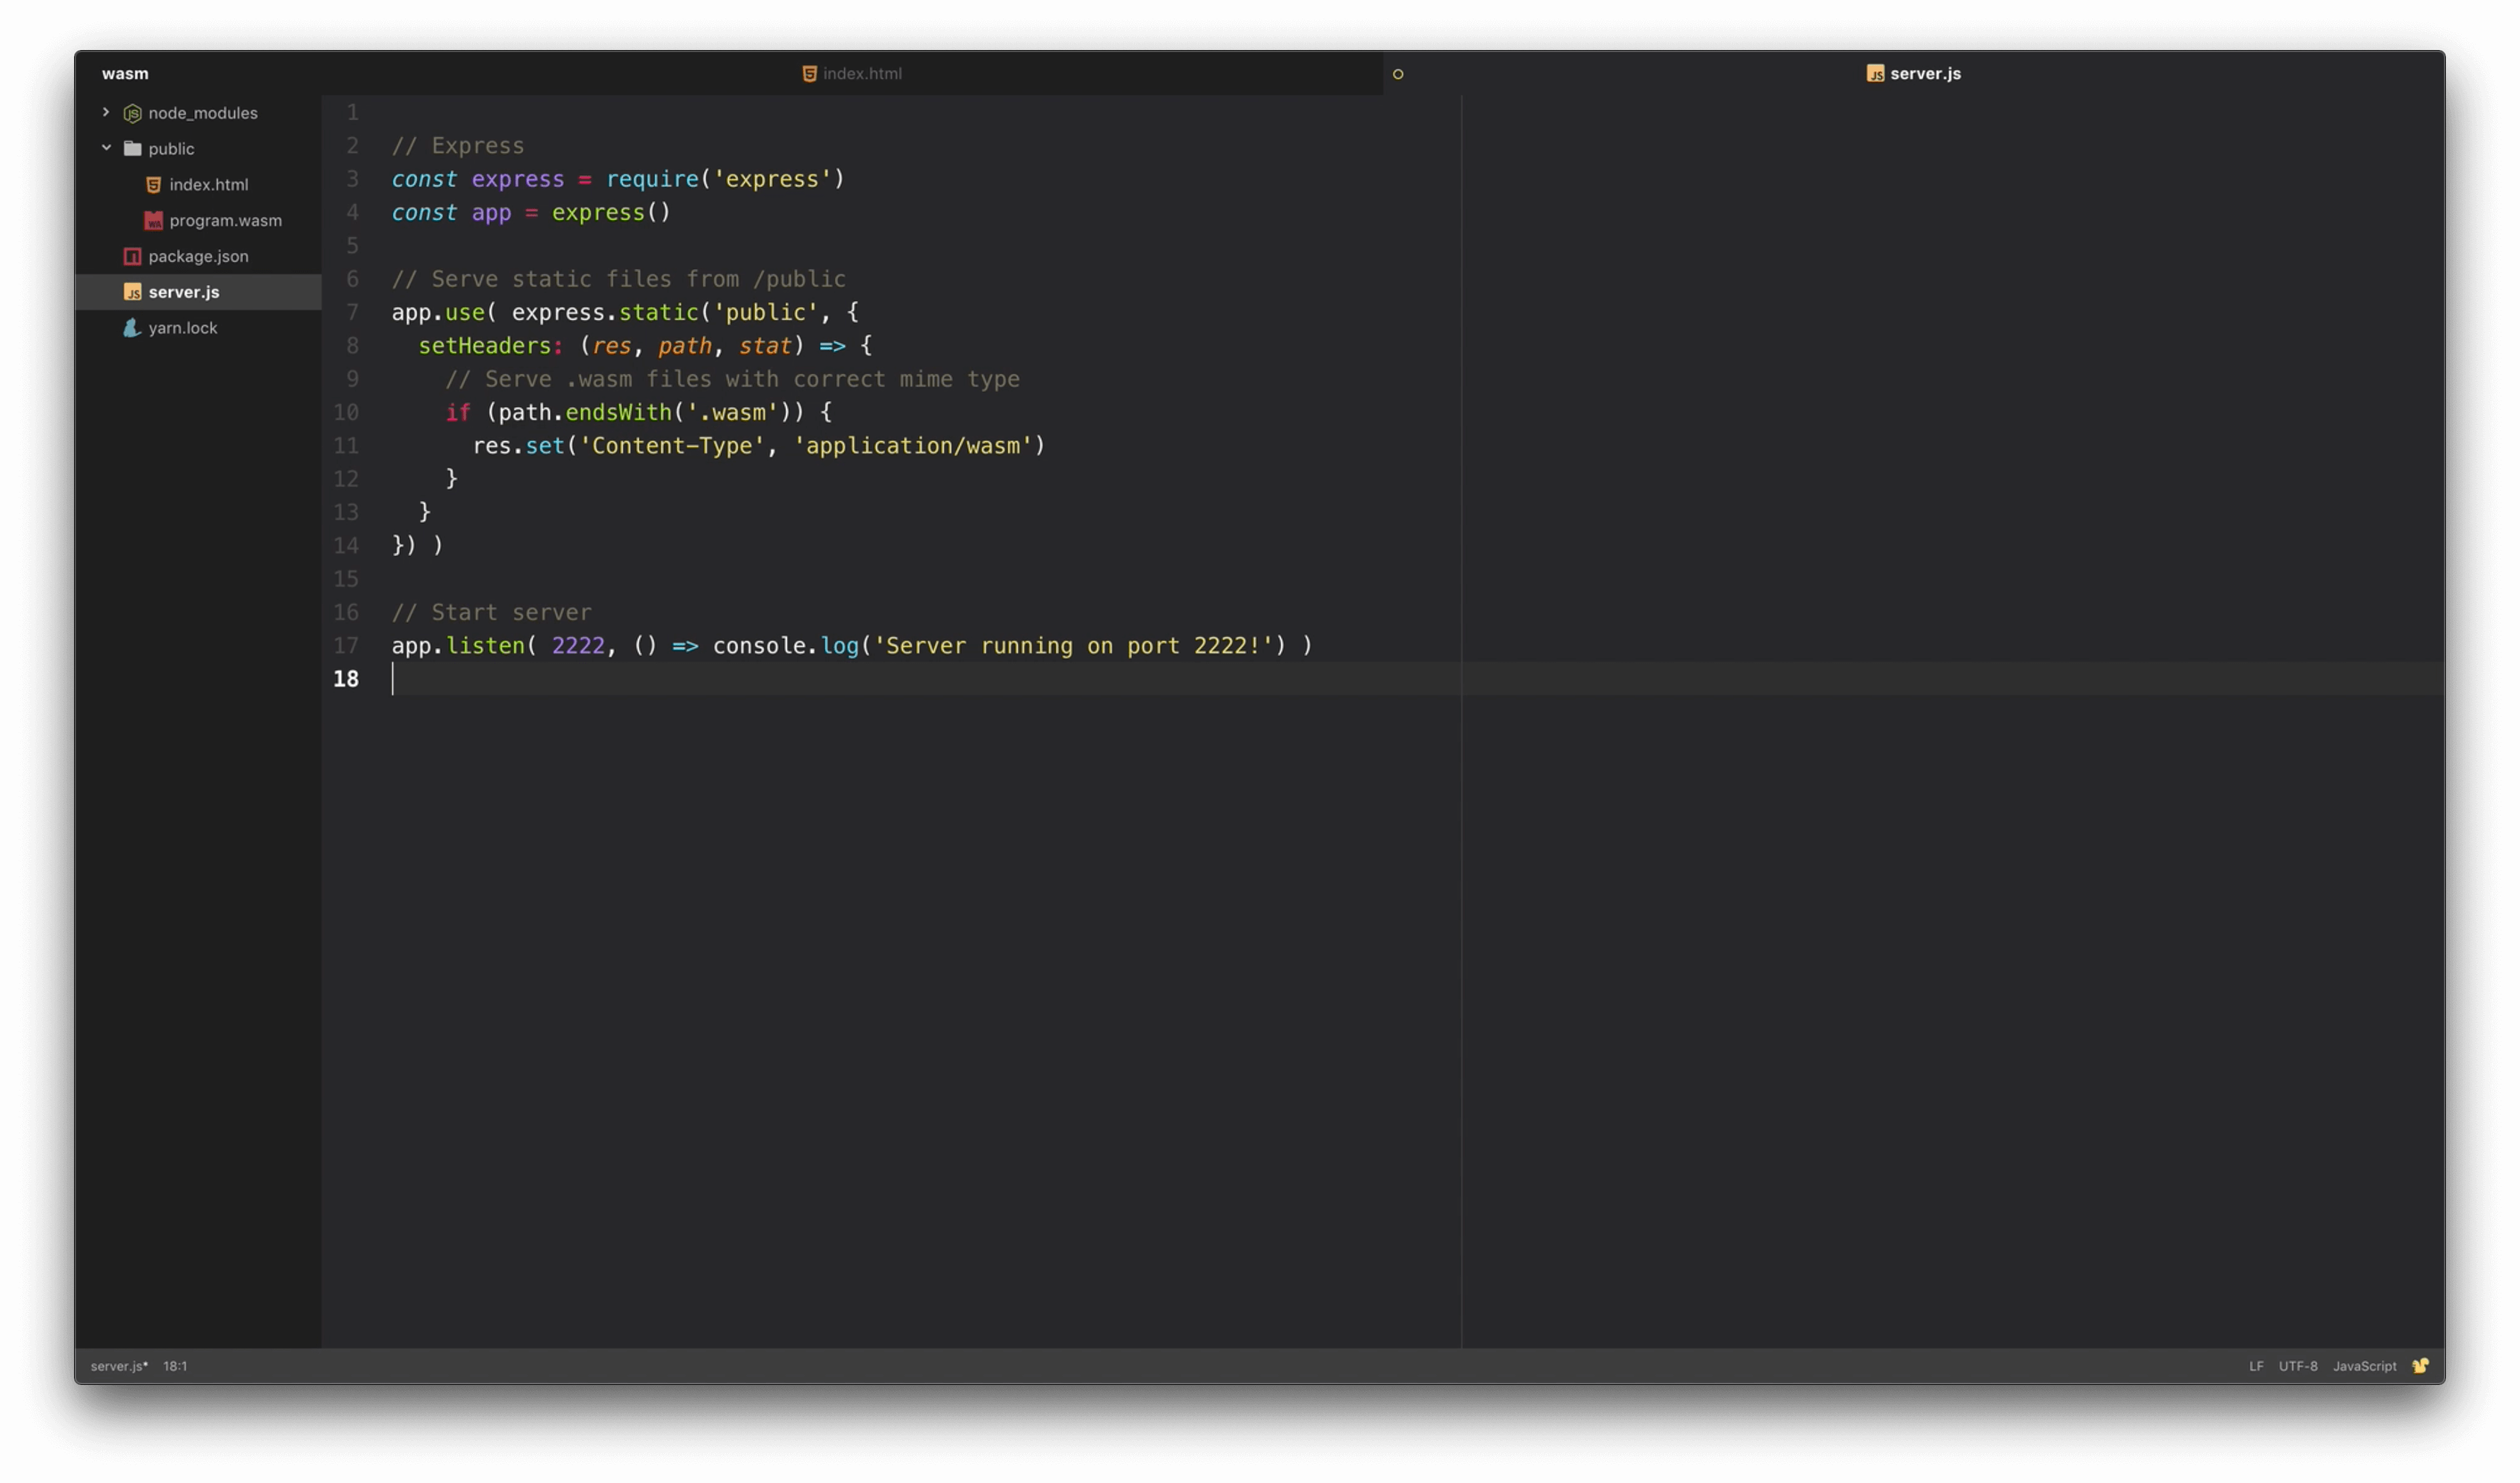 wasm
index.html
server.js
node_modules
public
index.html
program.wasm
package.json
server.js
yarn.lock
1
2 // Express
3 const express = require('express')
4 const app = express()
5
6 // Serve static files from /public
7 app.use( express.static('public', {
8 setHeaders: (res, path, stat) => {
9 // Serve .wasm files with correct mime type
10 if (path.endsWith('.wasm')) {
11 res.set('Content-Type', 'application/wasm')
12 }
13 }
14 }) )
15
16 // Start server
17 app.listen( 2222, () => console.log('Server running on port 2222!') )
18
server.js* 18:1 LF UTF-8 JavaScript